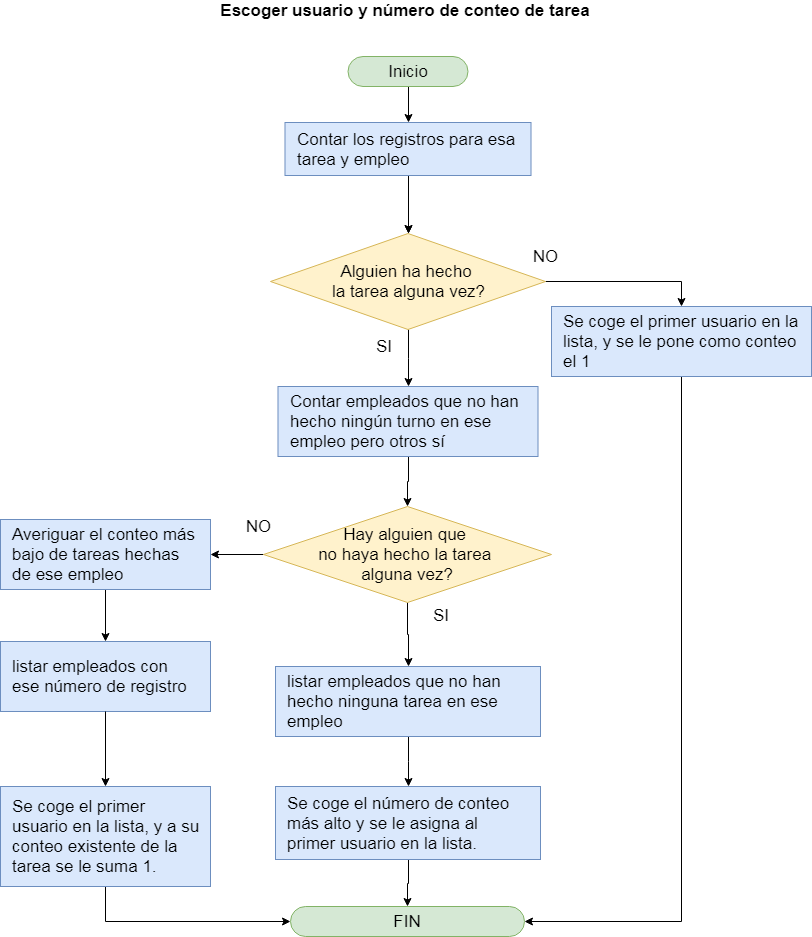 Escoger usuario y número de conteo de tarea
Inicio
Contar los registros para esa
tarea y empleo
Alguien ha hecho
la tarea alguna vez?
NO
Se coge el primer usuario en la
lista, y se le pone como conteo
el 1
SI
Contar empleados que no han
hecho ningún turno en ese
empleo pero otros sí
Hay alguien que
no haya hecho la tarea
alguna vez?
NO
Averiguar el conteo más
bajo de tareas hechas
de ese empleo
listar empleados con
ese número de registro
Se coge el primer
usuario en la lista, y a su
conteo existente de la
tarea se le suma 1.
SI
listar empleados que no han
hecho ninguna tarea en ese
empleo
Se coge el número de conteo
más alto y se le asigna al
primer usuario en la lista.
FIN